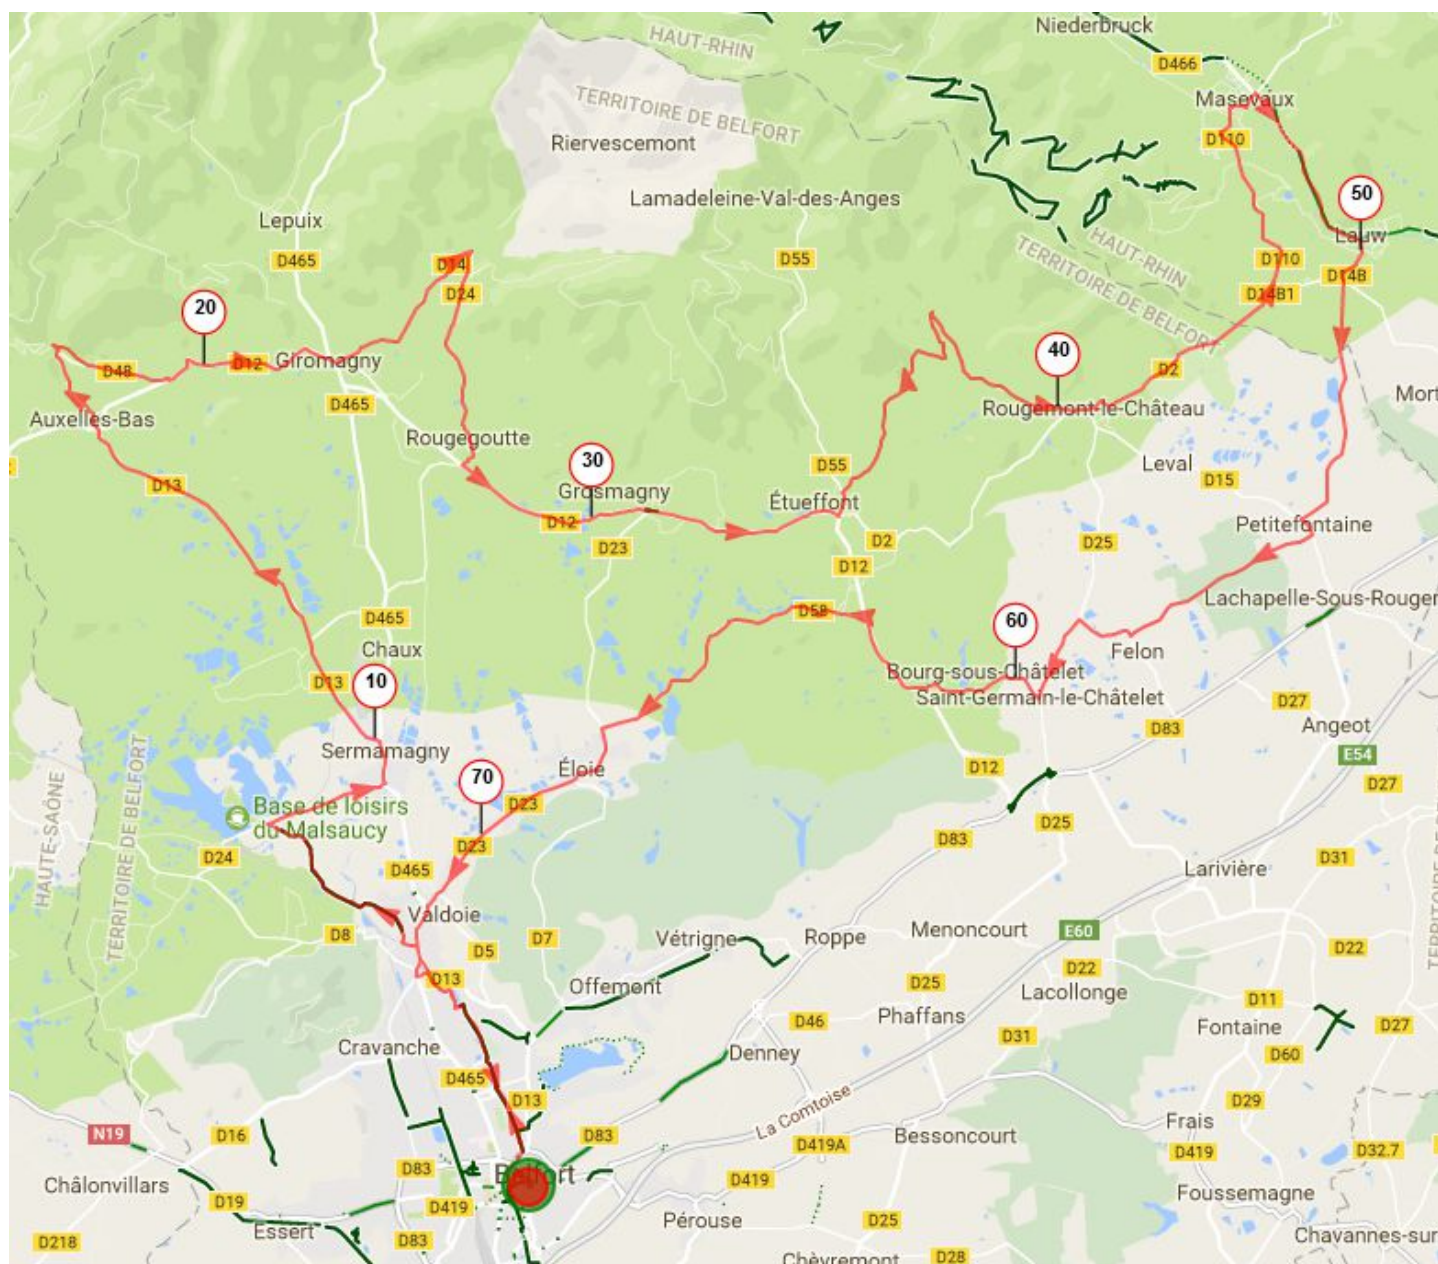 Niederbruck
HAUT-RHIN
D466
TERRITOIRE DE BELFORT
Masevaux
Riervescemont
D110
Lamadeleine-Val-des-Anges
50
Lepuix
Lauw
HAUT-RHIN
D465
D14
D55
D110
TERRITOIRE DE BELFORT
D14B
D24
D14B1
20
40
D48
D12
Giromagny
D2
Mort
D465
Auxelles-Bas
Rougemont-le-Château
Rougegoutte
30
D55
Leval
D13
Grosmagny
D15
Étueffont
D12
Petitefontaine
D23
D2
D25
D12
Lachapelle-Sous-Rouger
D465
D58
60
Chaux
Felon
Bourg-sous-Châtelet
D13
10
Saint-Germain-le-Châtelet
D27
D83
Angeot
Sermamagny
E54
Éloie
70
D12
D27
TERRITOIRE DE BELFORT
HAUTE-SAÔNE
Base de loisirs
du Malsaucy
D23
D25
D83
D23
D24
D31
D465
Larivière
TERRITOIRE DE
Valdoie
D8
D7
Vétrigne
Roppe
Menoncourt
E60
D5
D22
D13
D22
Offemont
D25
Lacollonge
D11
D46
Phaffans
Fontaine
D27
D31
Cravanche
Denney
D60
D465
D13
La Comtoise
D29
N19
D16
D83
D419A
Bessoncourt
Frais
D419
D32.7
D83
Belfort
Châlonvillars
D19
D419
D419
Foussemagne
Essert
Pérouse
D25
D218
D83
Chèvremont
D28
Chavannes-sur